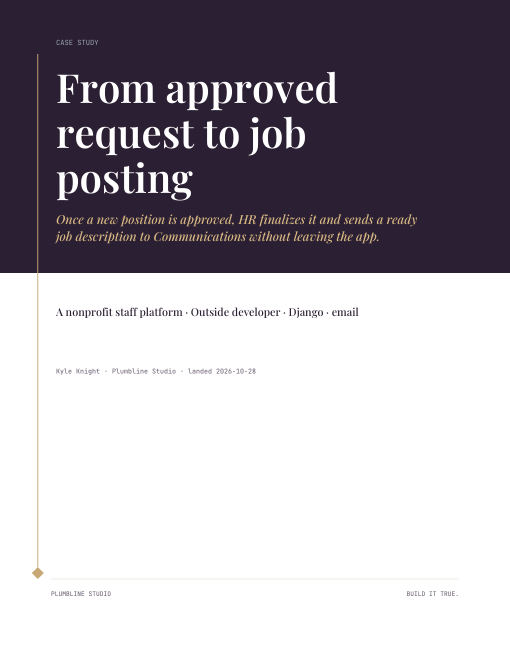 CASE STUDY
From approved
request to job
posting
Once a new position is approved, HR finalizes it and sends a ready
job description to Communications without leaving the app.
A nonprofit staff platform · Outside developer · Django · email
Kyle Knight · Plumbline Studio · landed 2026-10-28
PLUMBLINE STUDIO
BUILD IT TRUE.